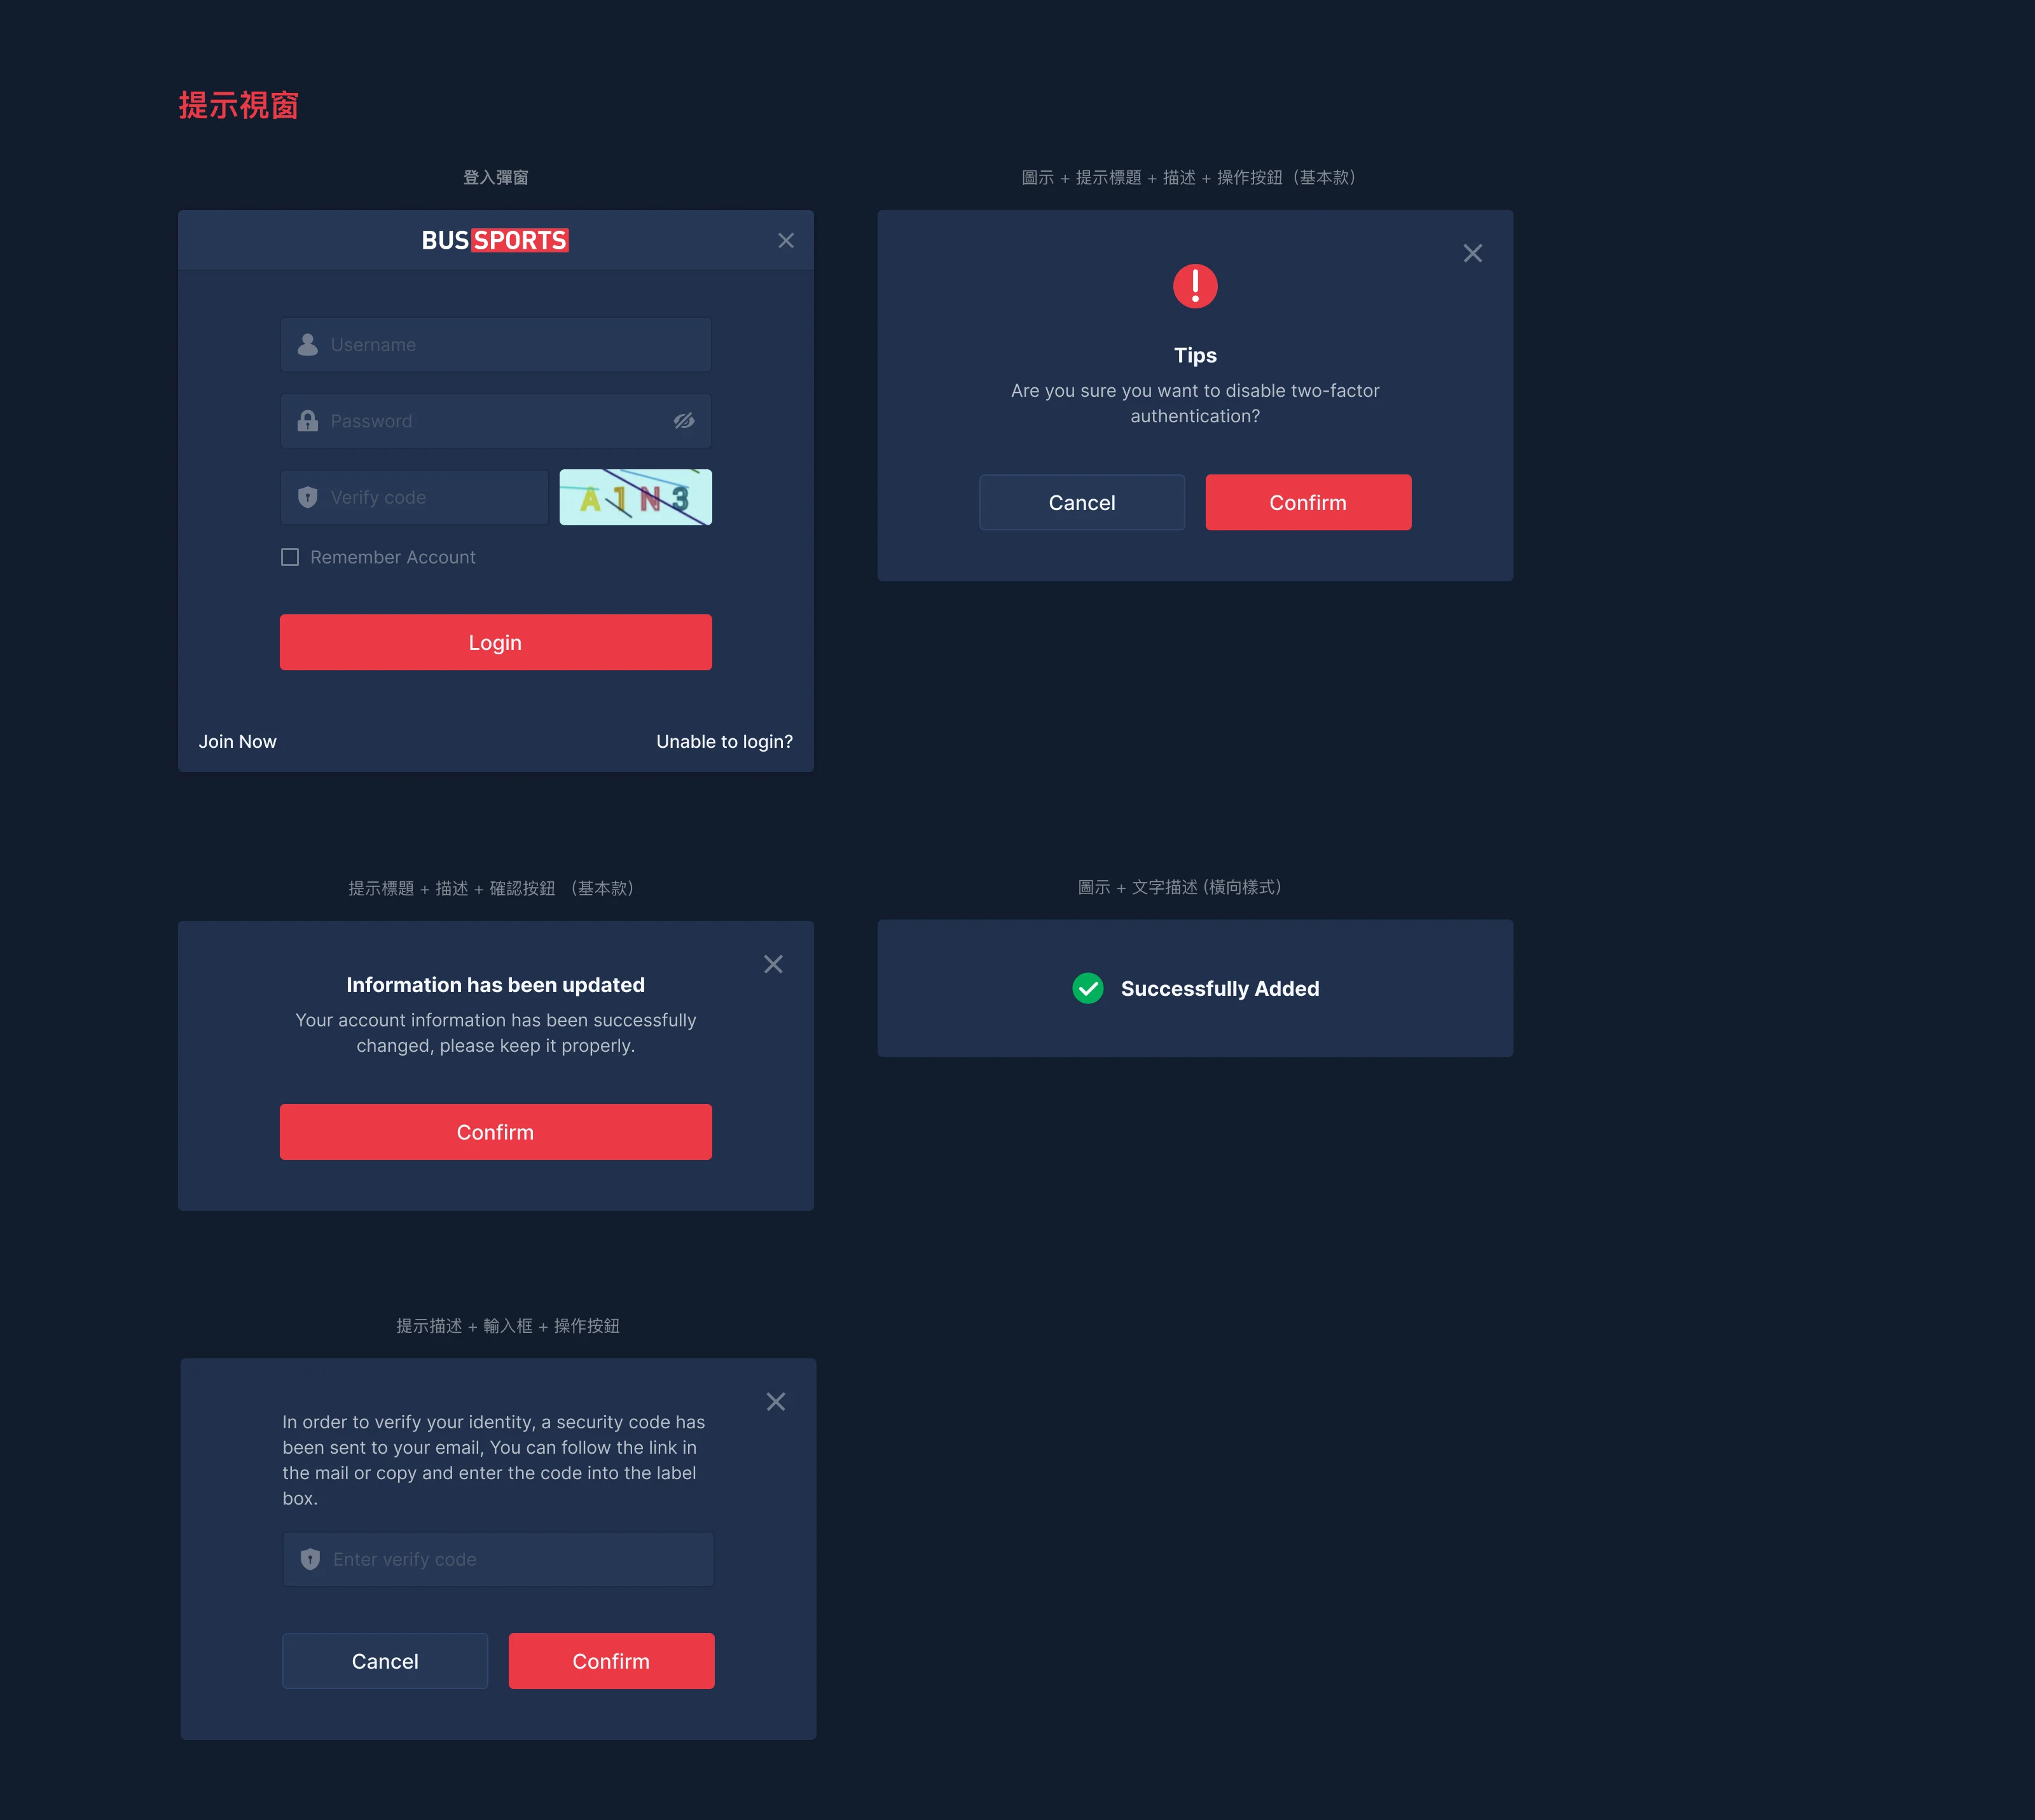 提示視窗
登入彈窗
BUS SPORTS
Username
Password
Verify code
A1N3
Remember Account
Login
Join Now
Unable to login?
圖示 + 提示標題 + 描述 + 操作按鈕（基本款）
Tips
Are you sure you want to disable two-factor
authentication?
Cancel
Confirm
提示標題 + 描述 + 確認按鈕 （基本款）
Information has been updated
Your account information has been successfully
changed, please keep it properly.
Confirm
圖示 + 文字描述 (橫向樣式)
Successfully Added
提示描述 + 輸入框 + 操作按鈕
In order to verify your identity, a security code has
been sent to your email, You can follow the link in
the mail or copy and enter the code into the label
box.
Enter verify code
Cancel
Confirm